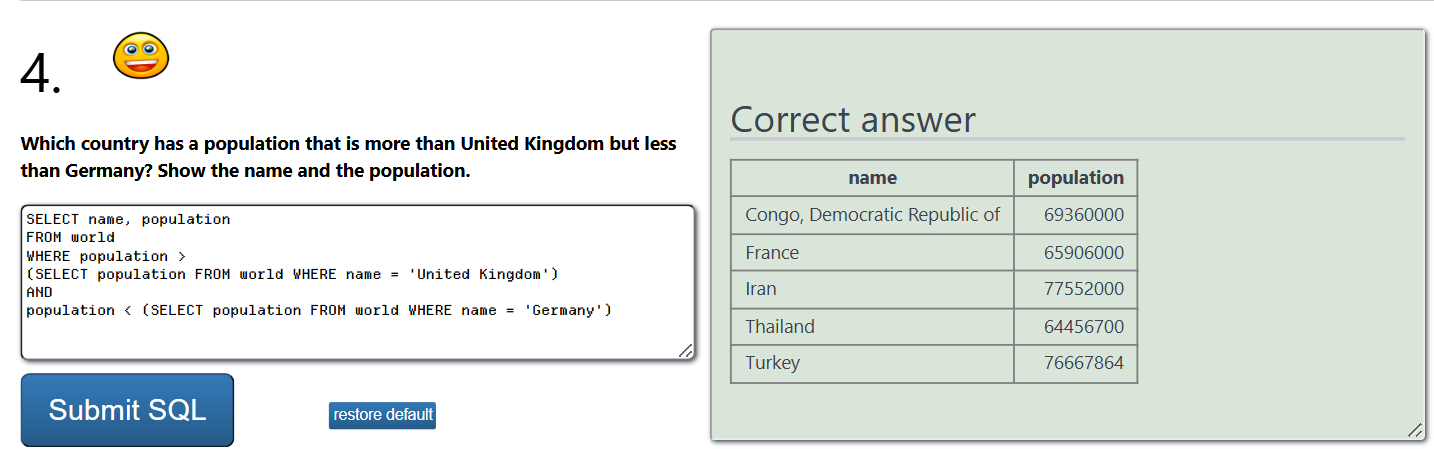 4.
Which country has a population that is more than United Kingdom but less
than Germany? Show the name and the population.
SELECT name, population
FROM world
WHERE population >
(SELECT population FROM world WHERE name = 'United Kingdom')
AND
population < (SELECT population FROM world WHERE name = 'Germany')
Submit SQL
restore default
Correct answer
name population
Congo, Democratic Republic of 69360000
France 65906000
Iran 77552000
Thailand 64456700
Turkey 76667864